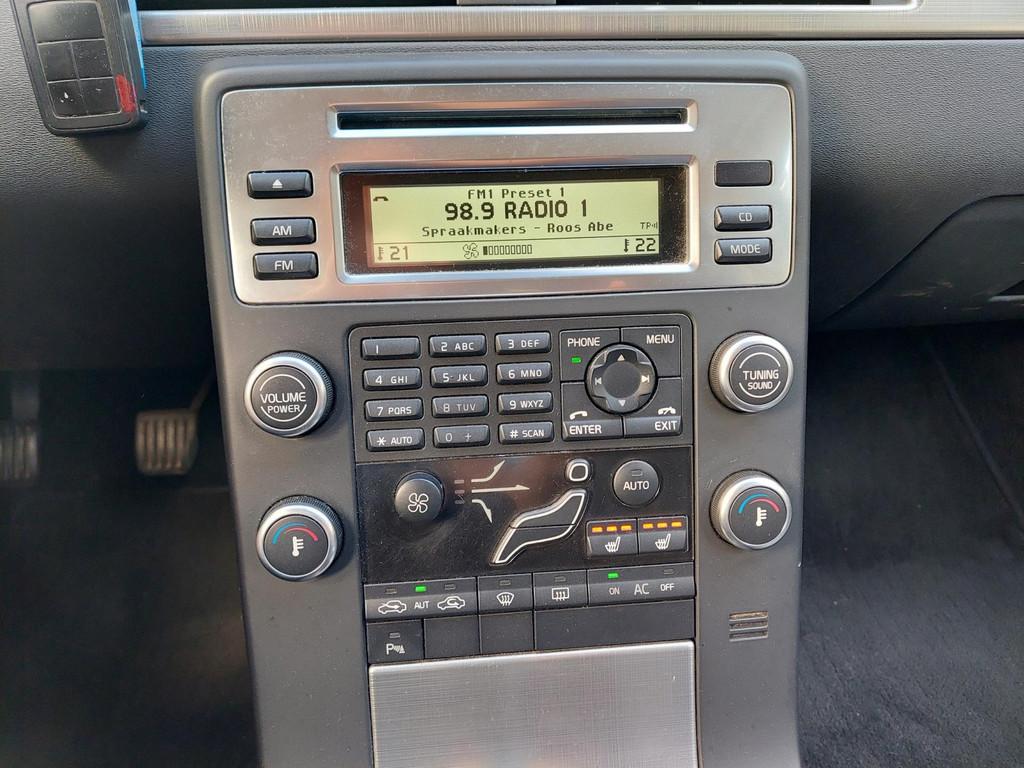 FM1 Preset 1
98.9 RADIO 1
Spraakmakers - Roos Abe
TP
21
22
AM
FM
CD
MODE
VOLUME
POWER
TUNING
SOUND
1
2 ABC
3 DEF
4 GHI
5 JKL
6 MNO
7 PQRS
8 TUV
9 WXYZ
* AUTO
0 +
# SCAN
PHONE
MENU
ENTER
EXIT
AUTO
AUT
ON AC OFF
P